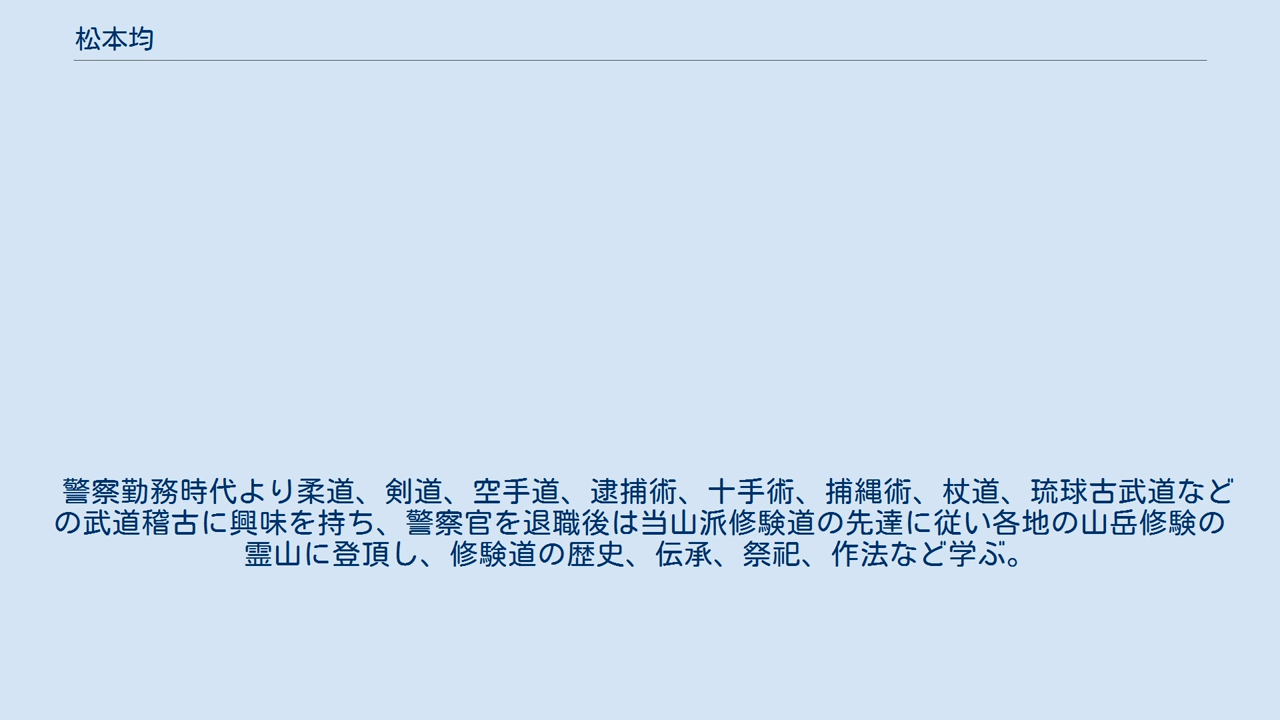 松本均
警察勤務時代より柔道、剣道、空手道、逮捕術、十手術、捕縄術、杖道、琉球古武道など
の武道稽古に興味を持ち、警察官を退職後は当山派修験道の先達に従い各地の山岳修験の
霊山に登頂し、修験道の歴史、伝承、祭祀、作法など学ぶ。